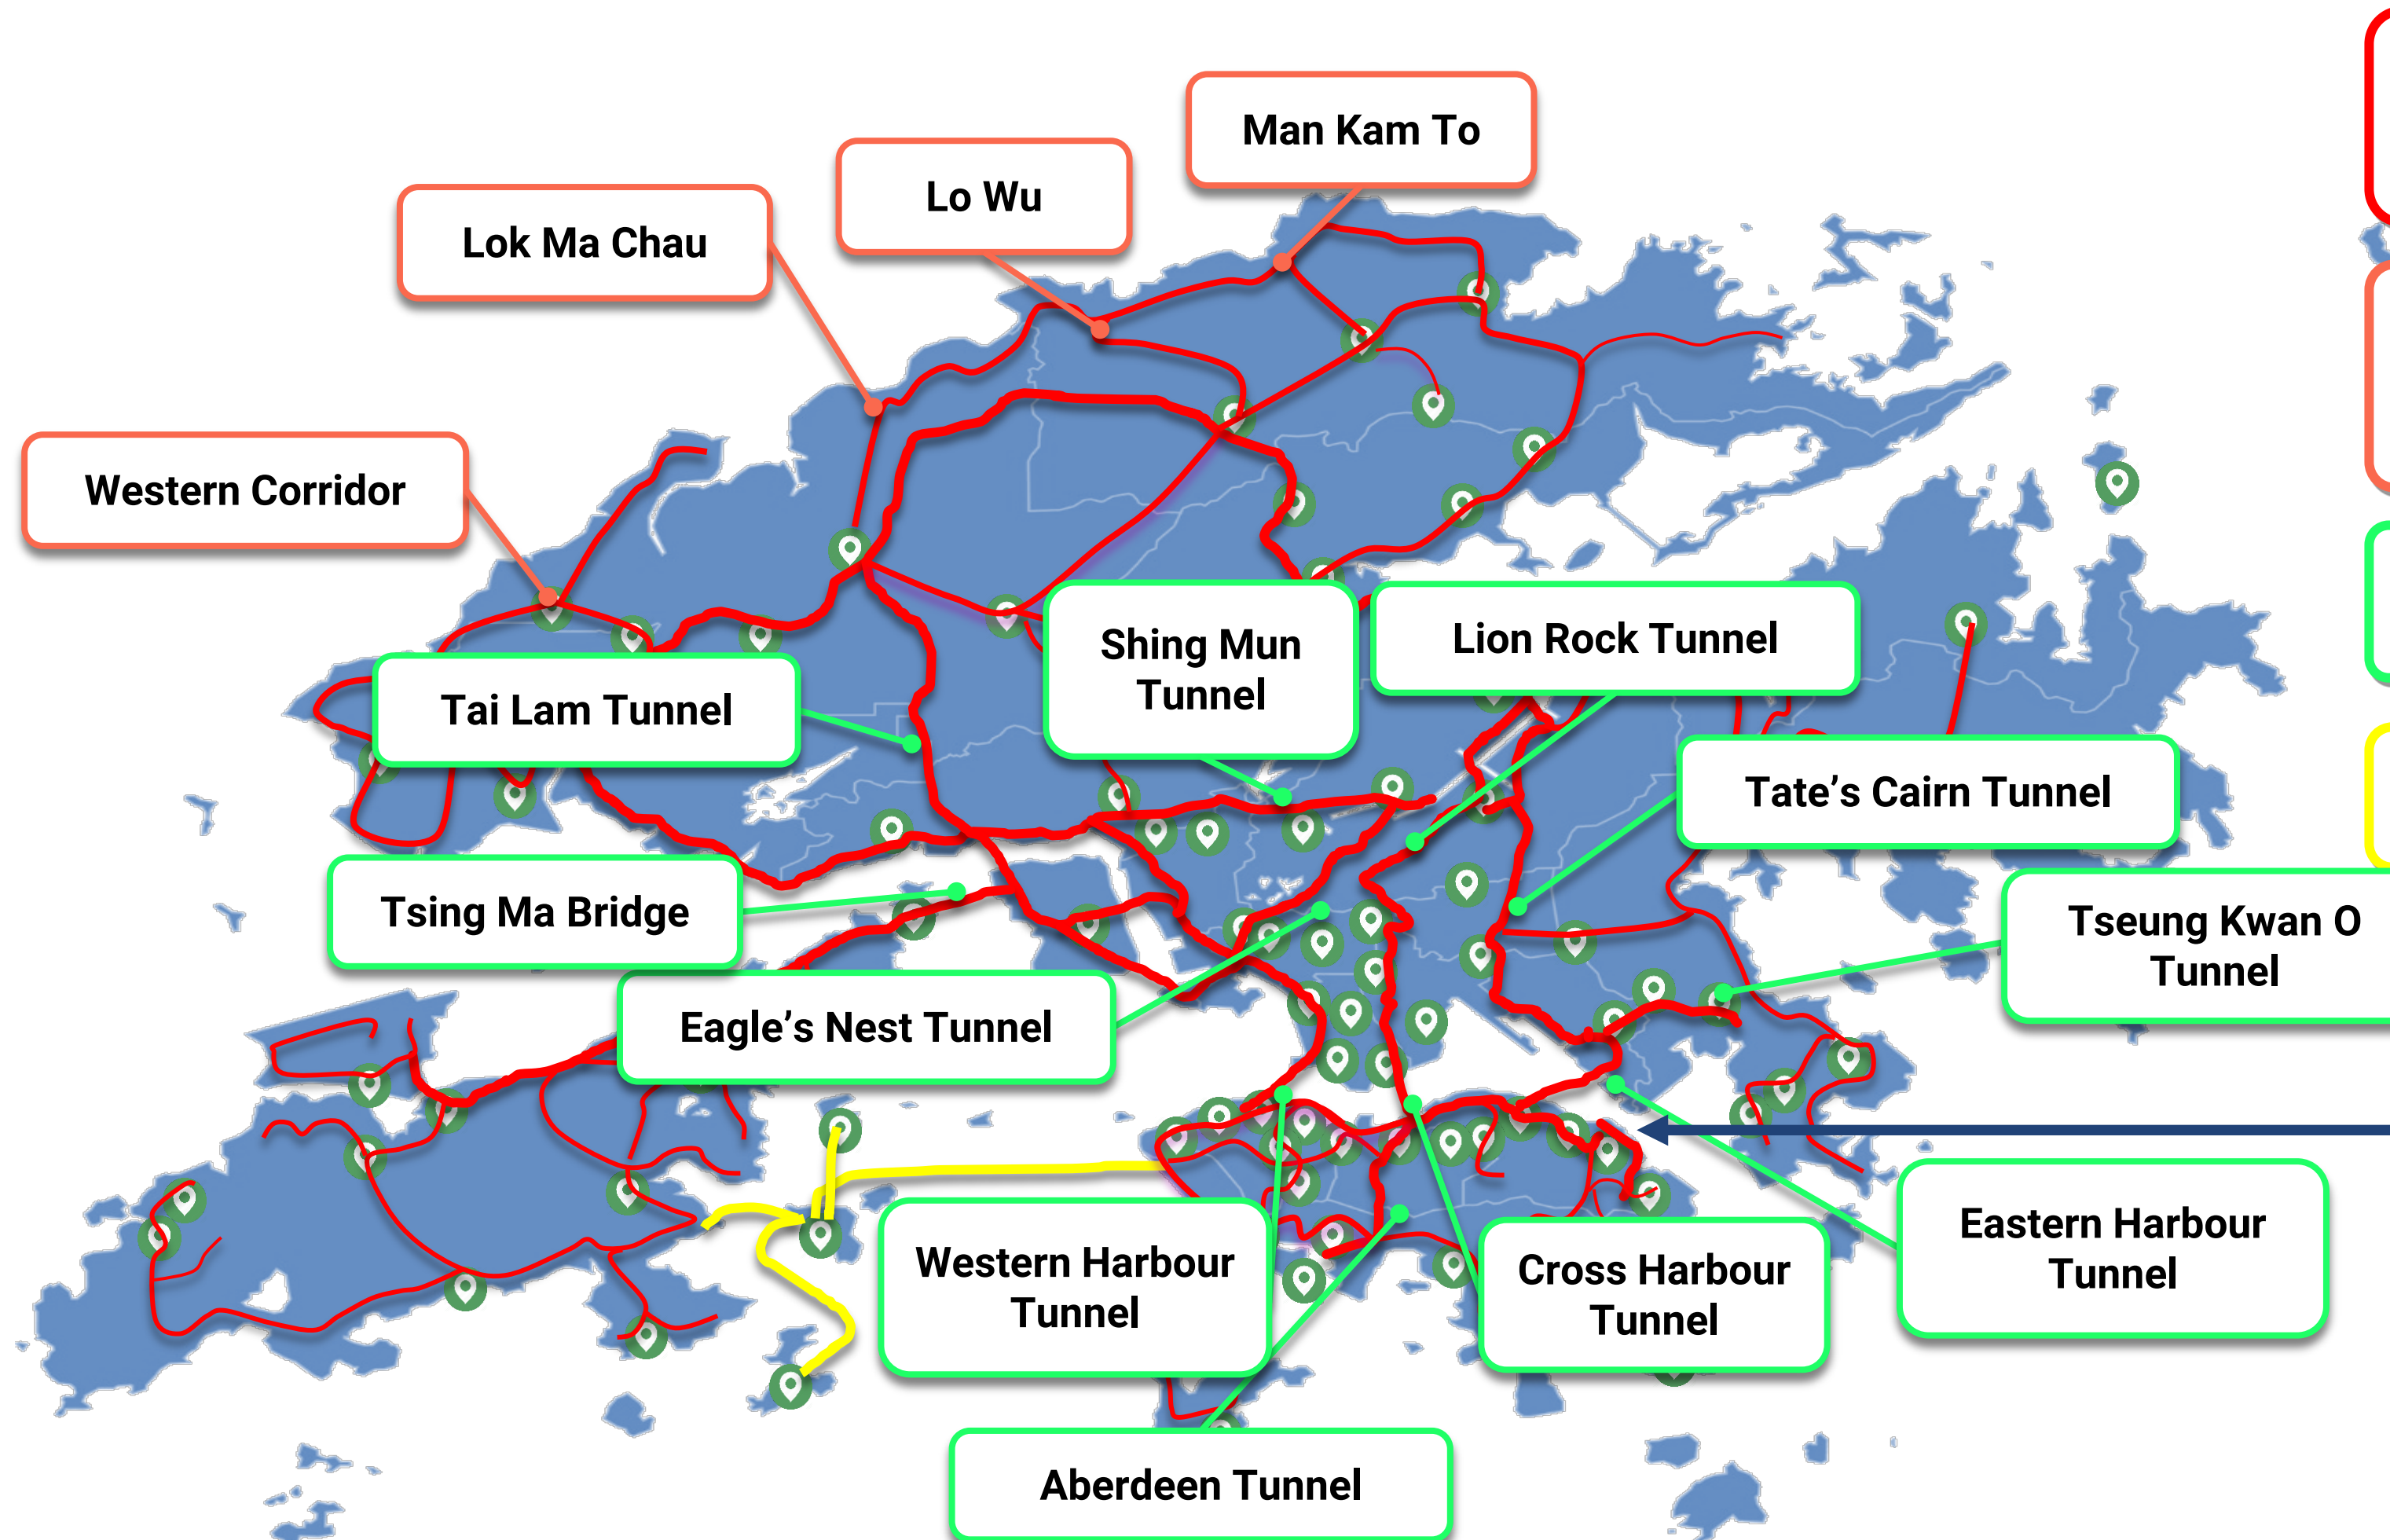 Man Kam To
Lo Wu
Lok Ma Chau
Western Corridor
Shing Mun
Tunnel
Lion Rock Tunnel
Tai Lam Tunnel
Tate’s Cairn Tunnel
Tsing Ma Bridge
Tseung Kwan O
Tunnel
Eagle’s Nest Tunnel
Western Harbour
Tunnel
Cross Harbour
Tunnel
Eastern Harbour
Tunnel
Aberdeen Tunnel